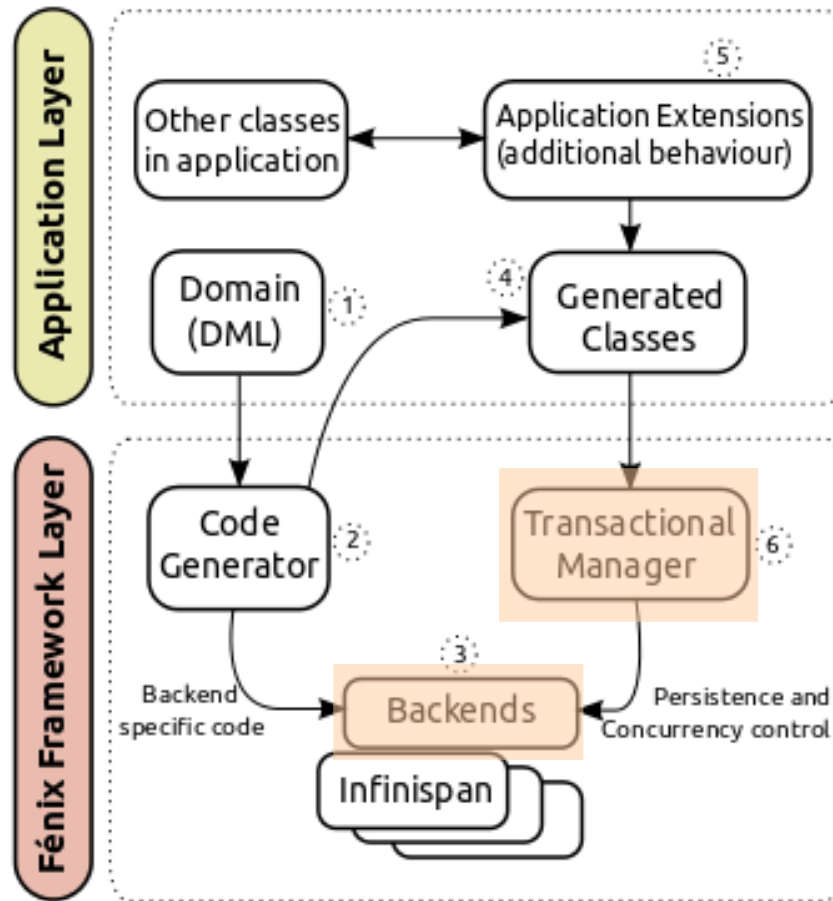 Application Layer
5
Other classes
in application
Application Extensions
(additional behaviour)
Domain
(DML)
1
4
Generated
Classes
Fénix Framework Layer
Code
Generator
2
Transactional
Manager
6
3
Backend
specific code
Backends
Persistence and
Concurrency control
Infinispan